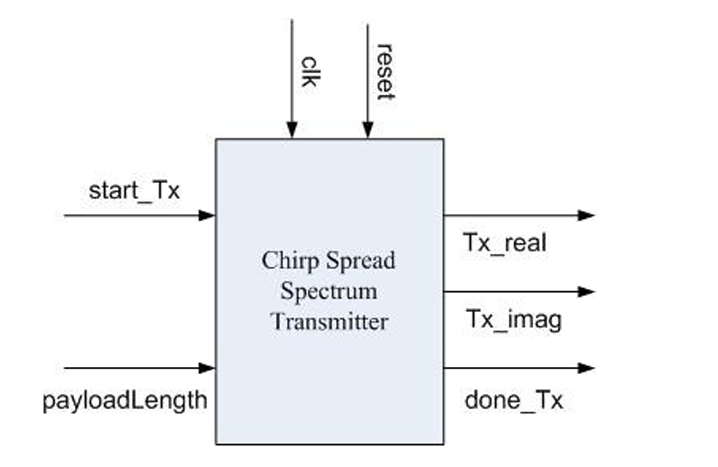 clk
reset
start_Tx
Chirp Spread
Spectrum
Transmitter
payloadLength
Tx_real
Tx_imag
done_Tx